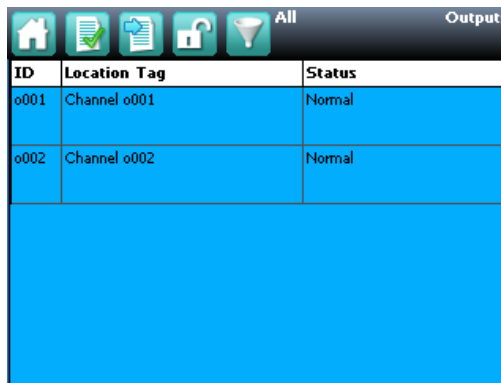 All Output
ID Location Tag Status
o001 Channel o001 Normal
o002 Channel o002 Normal